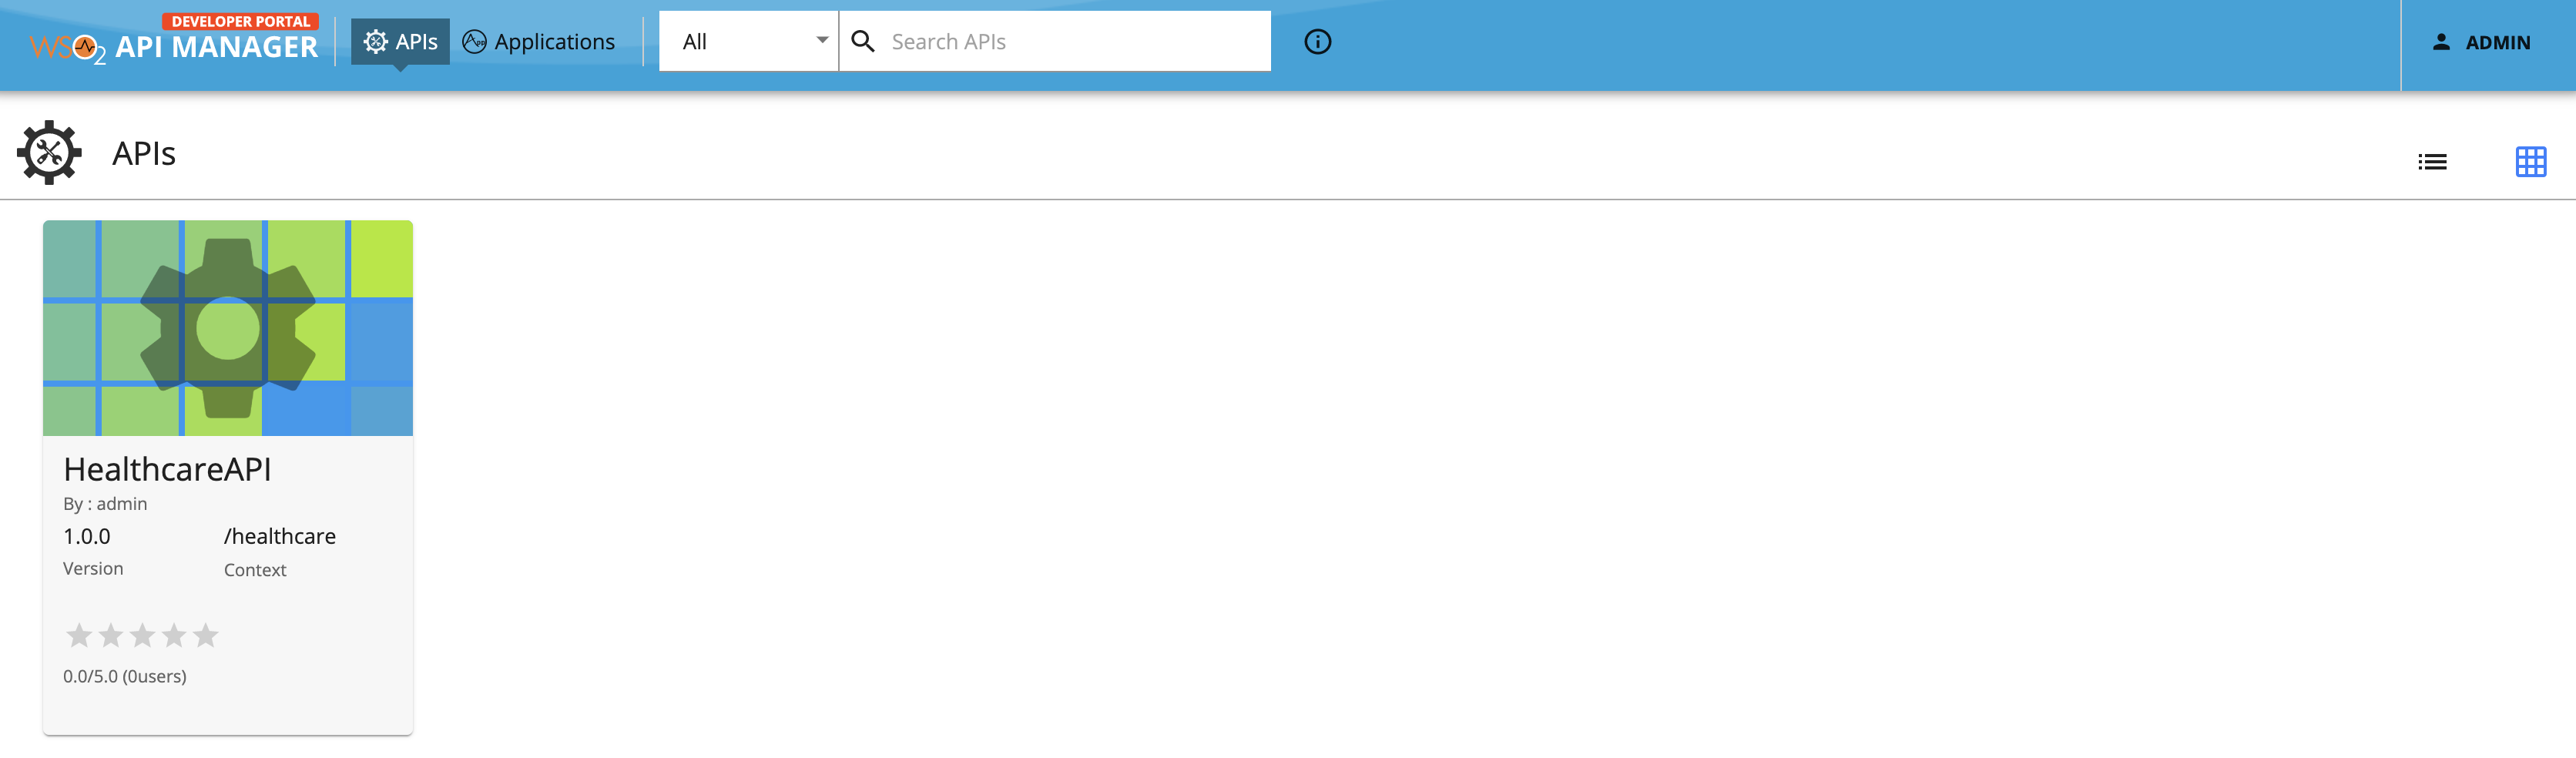 DEVELOPER PORTAL
WSO2 API MANAGER
APIs
Applications
All
Search APIs
ADMIN
APIs
HealthcareAPI
By : admin
1.0.0 /healthcare
Version Context
0.0/5.0 (0users)